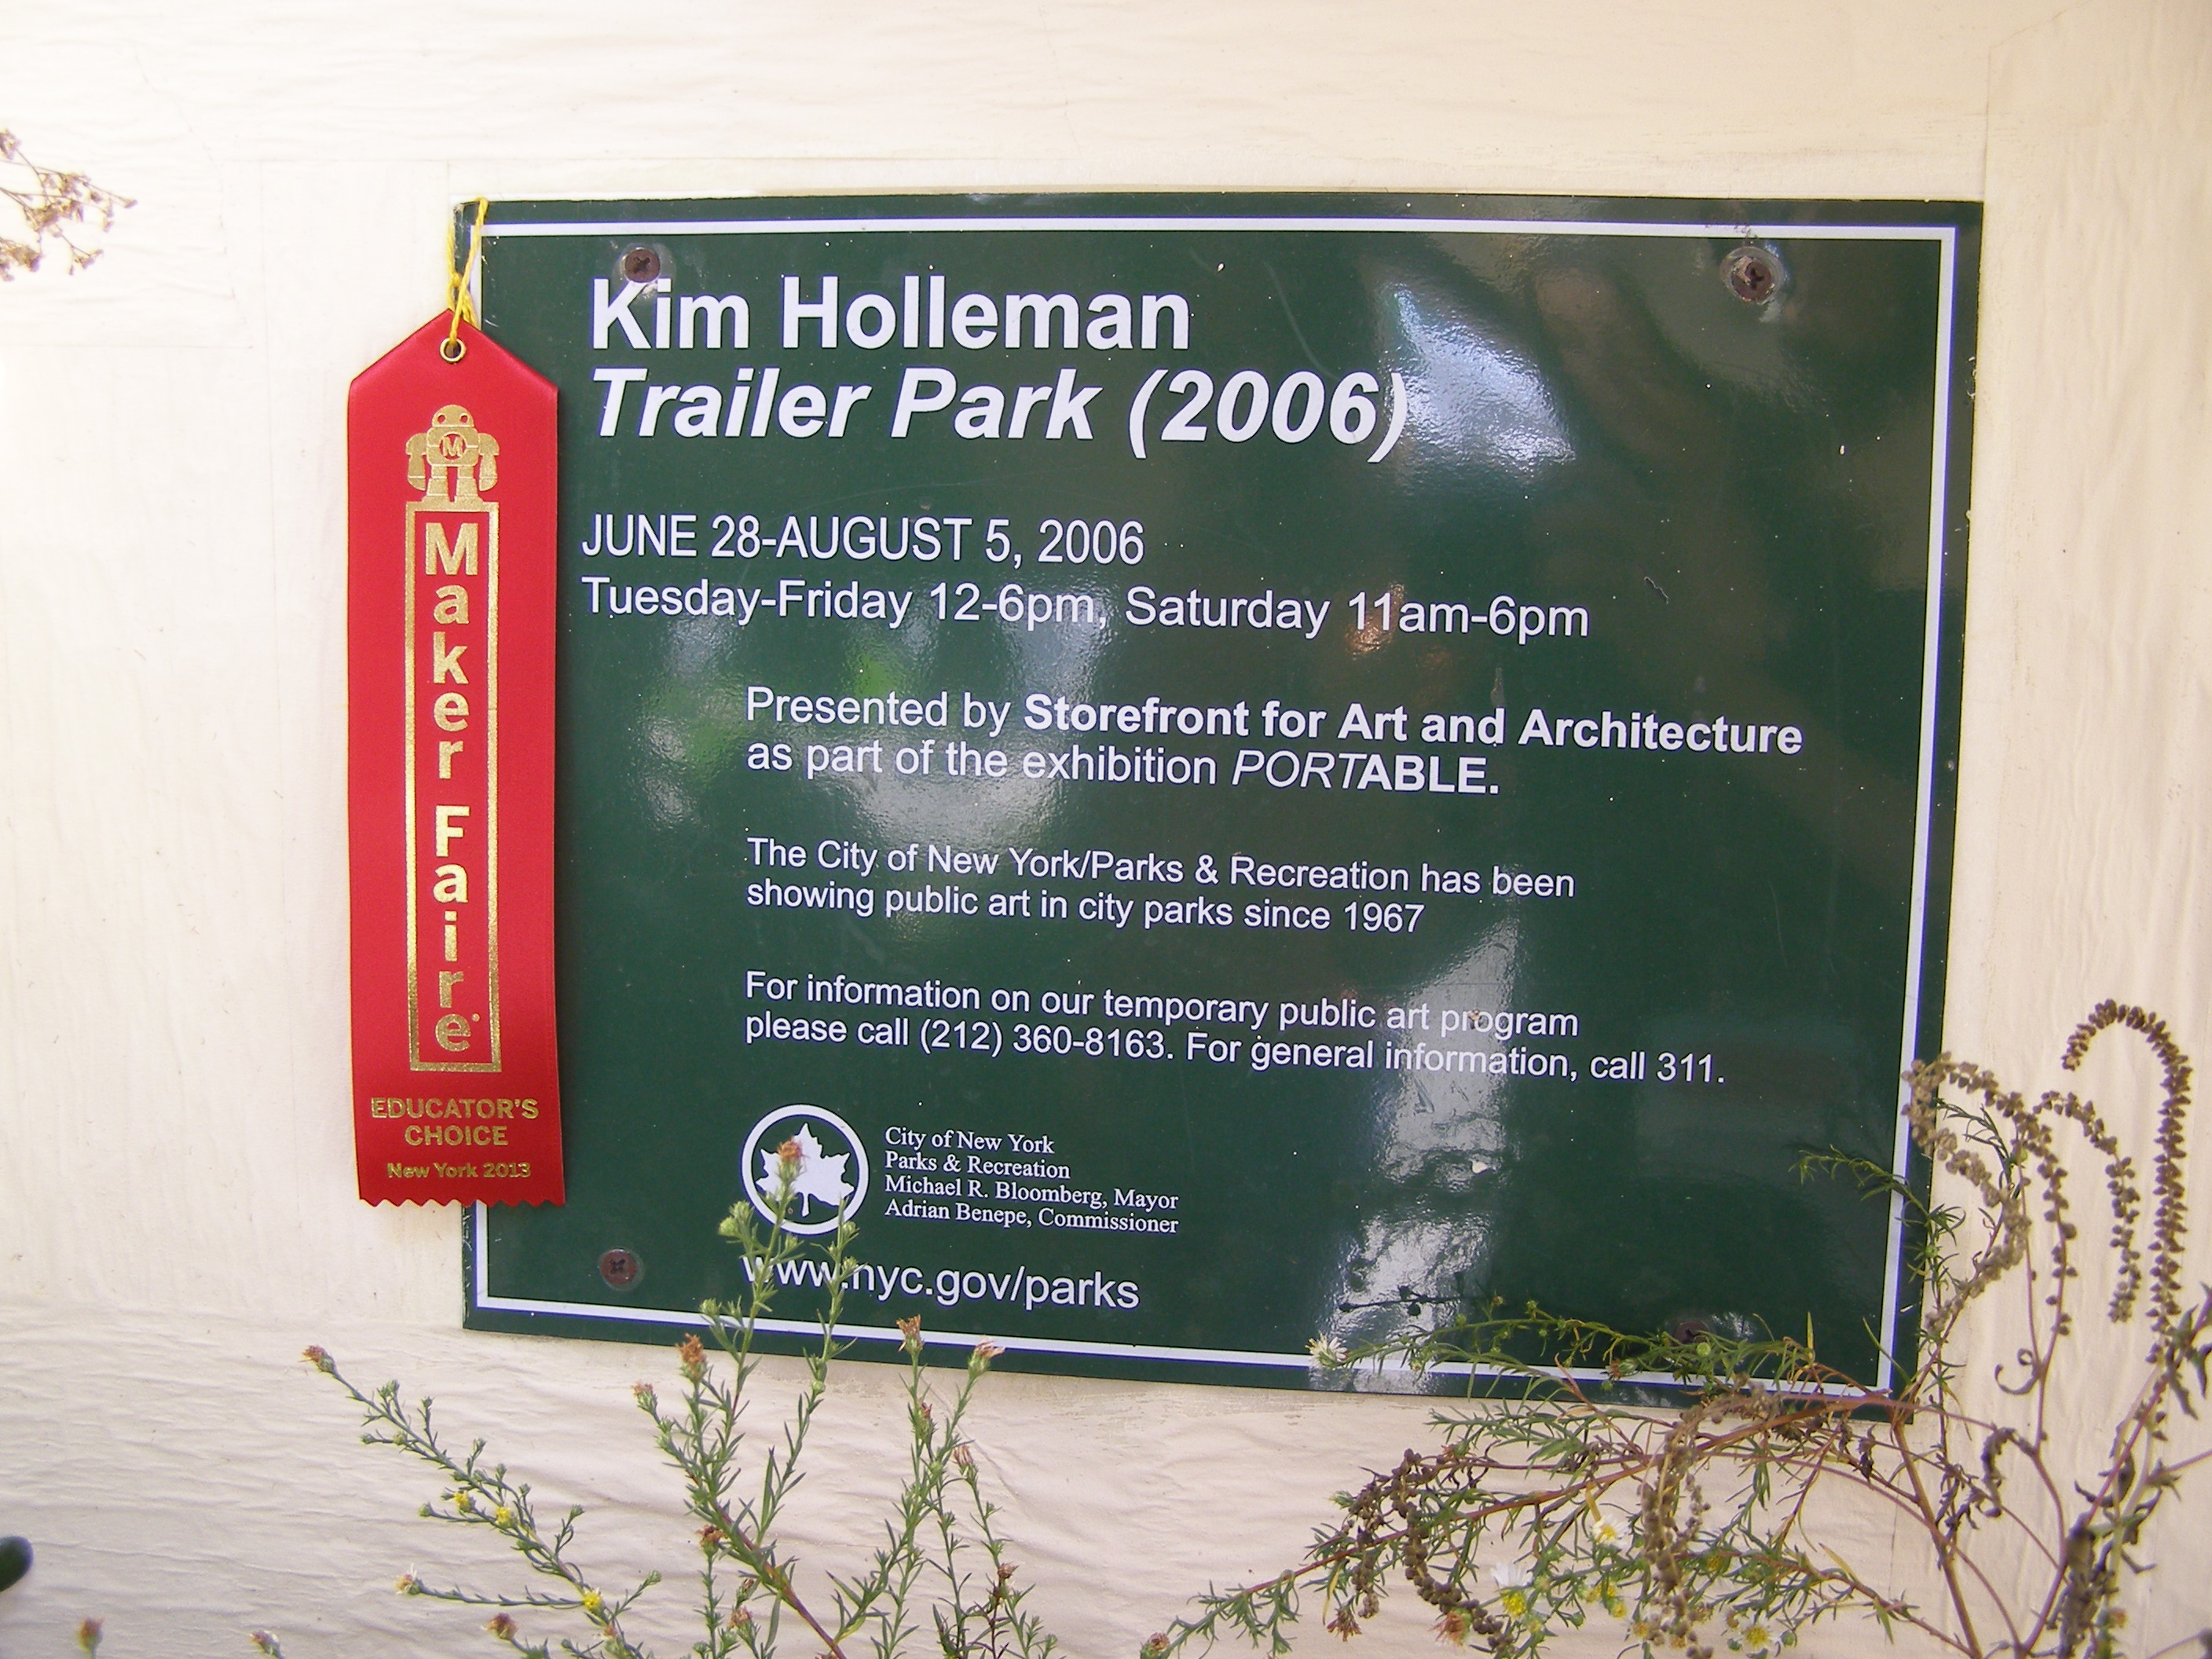 Kim Holleman
Trailer Park (2006)
JUNE 28-AUGUST 5, 2006
Tuesday-Friday 12-6pm, Saturday 11am-6pm
Presented by Storefront for Art and Architecture
as part of the exhibition PORTABLE.
The City of New York/Parks & Recreation has been
showing public art in city parks since 1967
For information on our temporary public art program
please call (212) 360-8163. For general information, call 311.
City of New York
Parks & Recreation
Michael R. Bloomberg, Mayor
Adrian Benepe, Commissioner
www.nyc.gov/parks
M
Maker Faire®
EDUCATOR'S
CHOICE
New York 2013